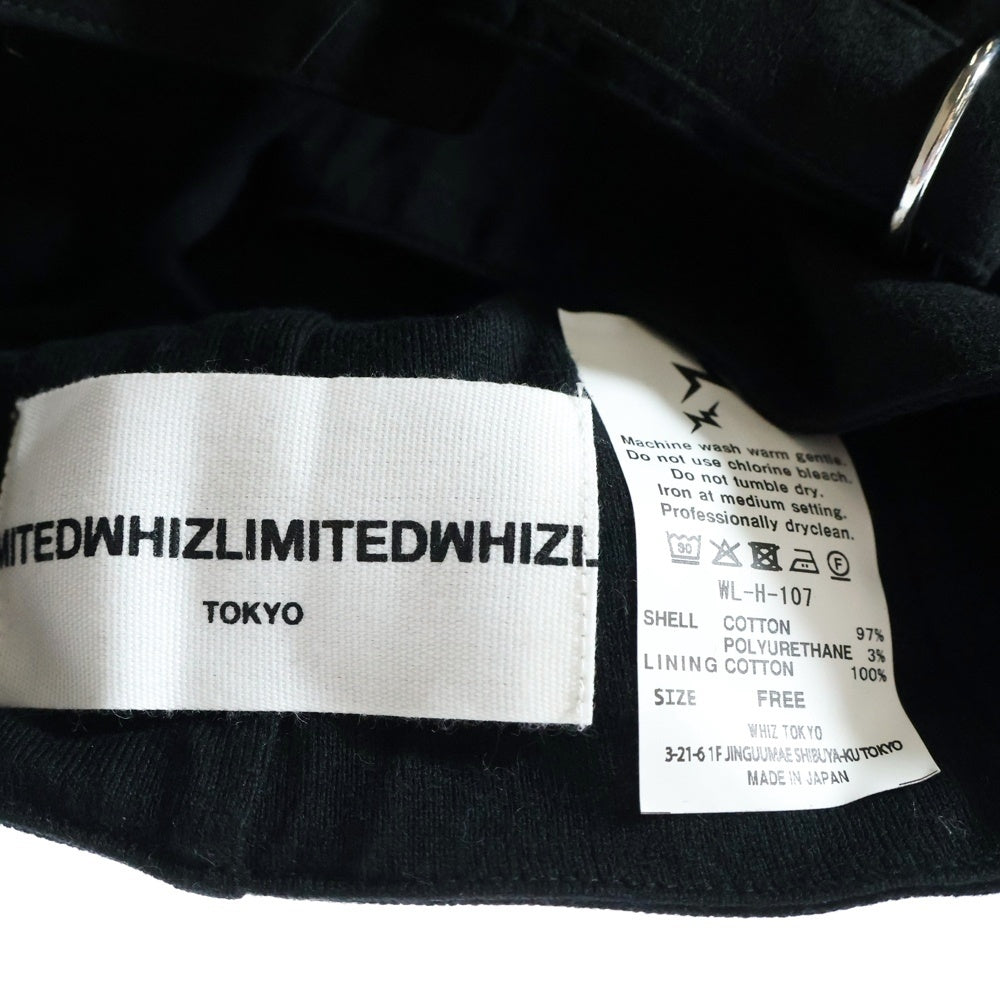 MITEDWHIZLIMITEDWHIZL
TOKYO
Machine wash warm gentle.
Do not use chlorine bleach.
Do not tumble dry.
Iron at medium setting.
Professionally dryclean.
30 F
WL-H-107
SHELL COTTON 97%
POLYURETHANE 3%
LINING COTTON 100%
SIZE FREE
WHIZ TOKYO
3-21-6 1F JINGUUMAE SHIBUYA-KU TOKYO
MADE IN JAPAN